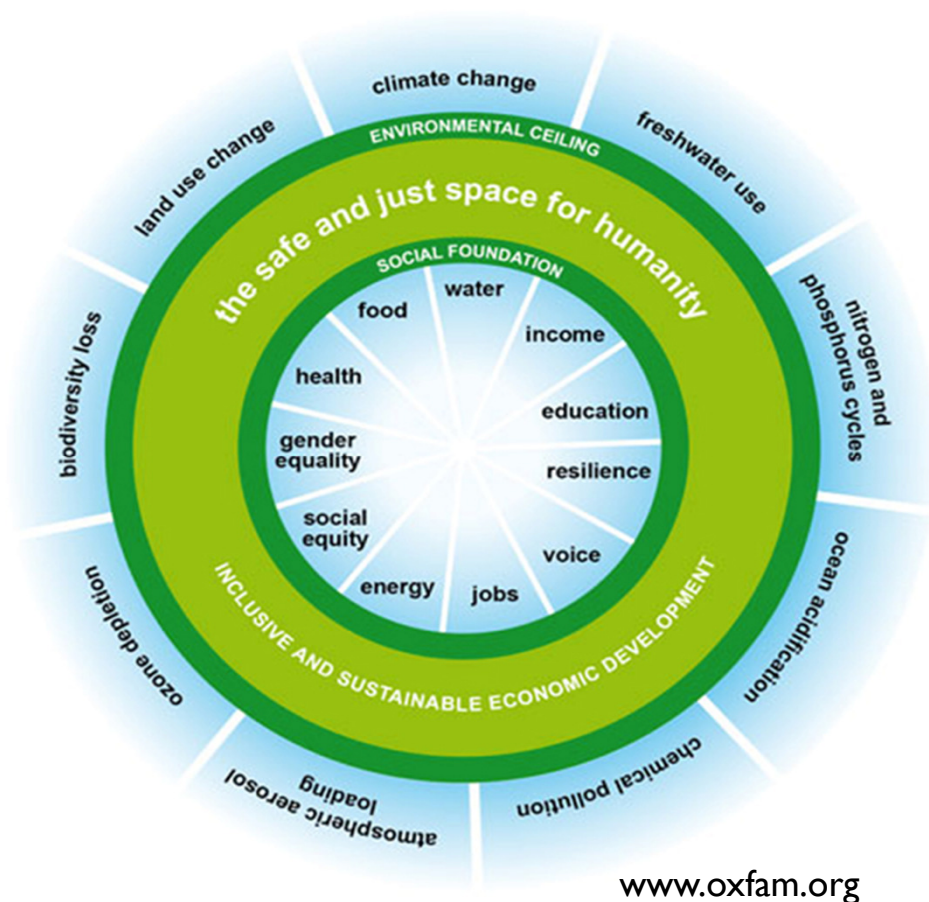 climate change
freshwater use
nitrogen and
phosphorus cycles
ocean acidification
chemical pollution
atmospheric aerosol
loading
ozone depletion
biodiversity loss
land use change
ENVIRONMENTAL CEILING
the safe and just space for humanity
SOCIAL FOUNDATION
water
income
education
resilience
voice
jobs
energy
social
equity
gender
equality
health
food
INCLUSIVE AND SUSTAINABLE ECONOMIC DEVELOPMENT
www.oxfam.org